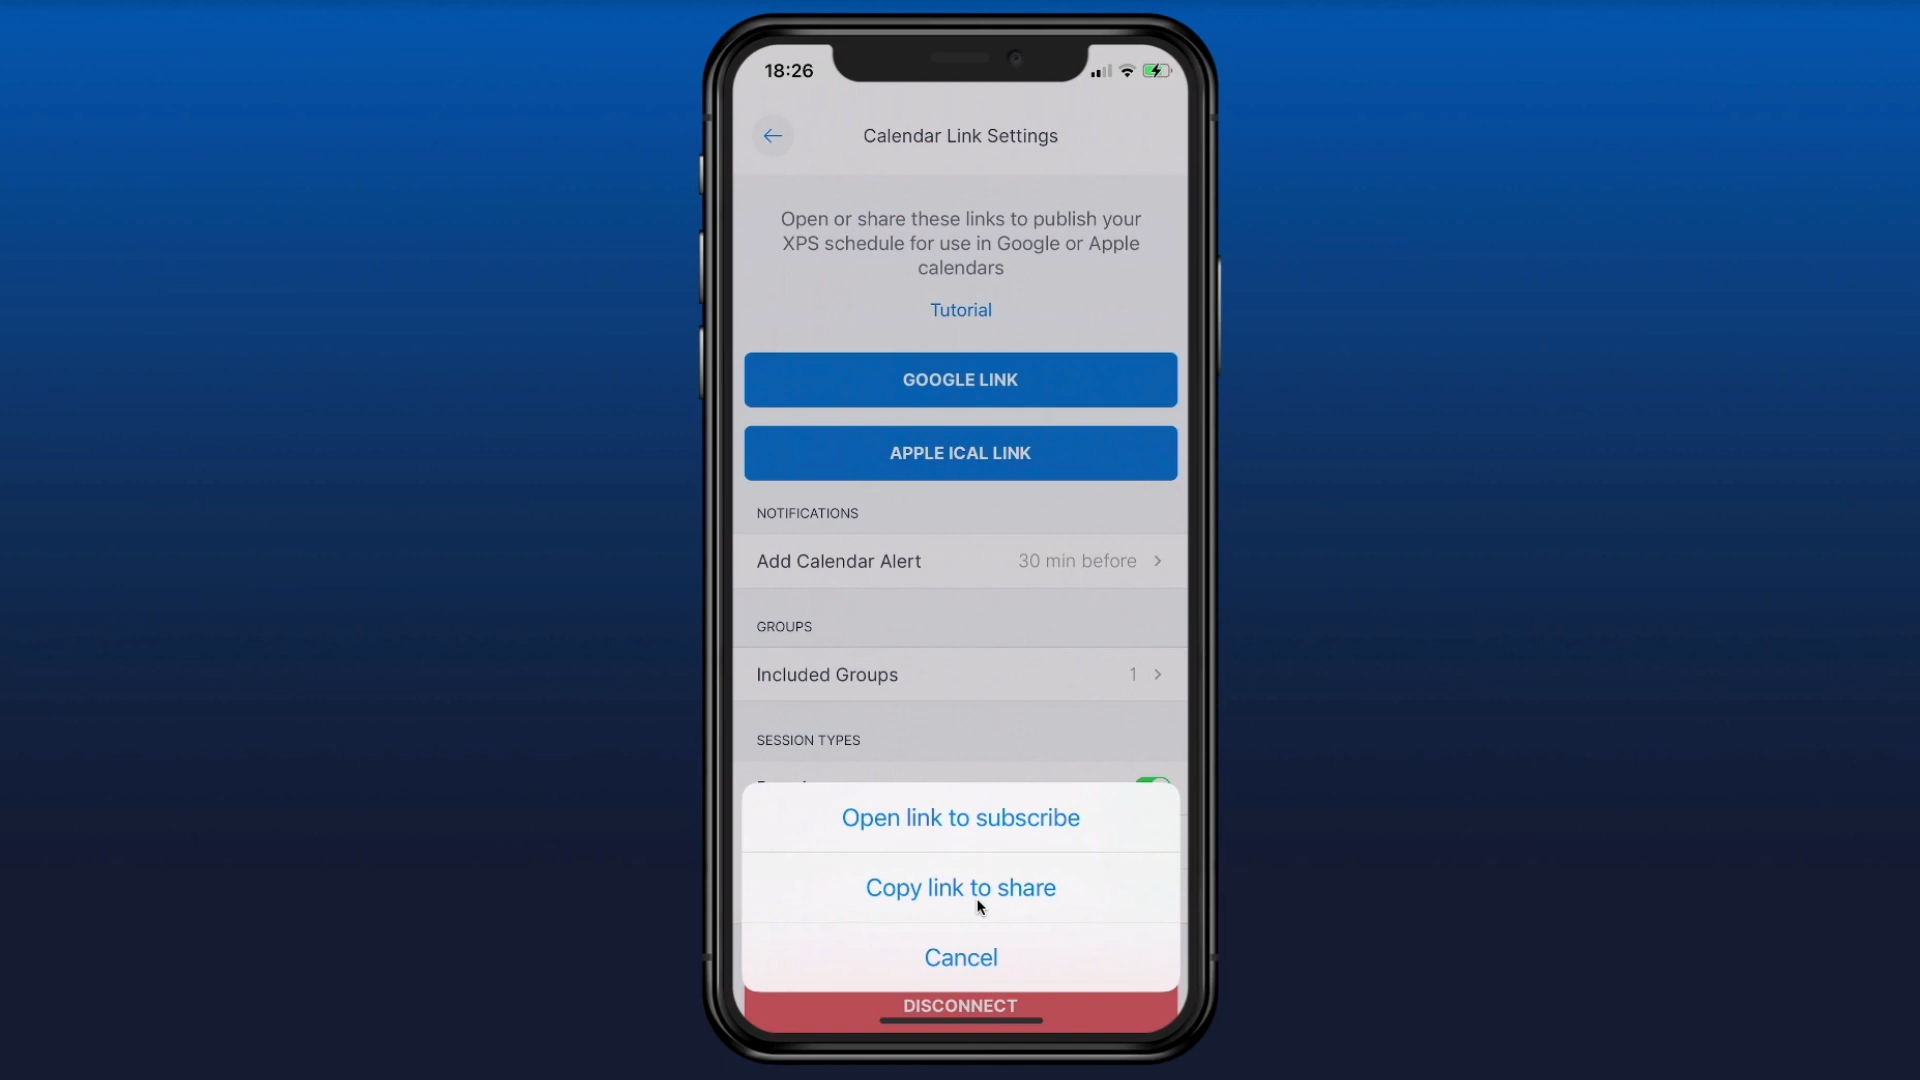 18:26
Calendar Link Settings
Open or share these links to publish your
XPS schedule for use in Google or Apple
calendars
Tutorial
GOOGLE LINK
APPLE ICAL LINK
NOTIFICATIONS
Add Calendar Alert 30 min before
GROUPS
Included Groups 1
SESSION TYPES
Open link to subscribe
Copy link to share
Cancel
DISCONNECT